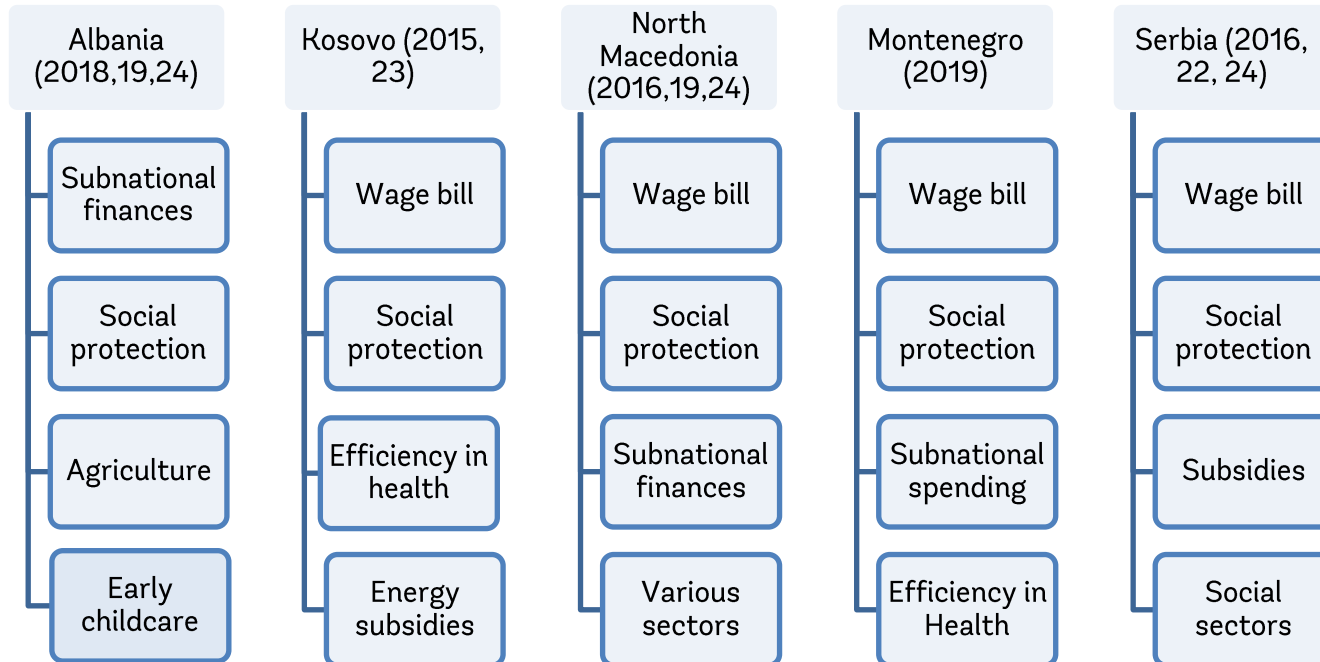 Albania
(2018,19,24)
Subnational
finances
Social
protection
Agriculture
Early
childcare
Kosovo (2015,
23)
Wage bill
Social
protection
Efficiency in
health
Energy
subsidies
North
Macedonia
(2016,19,24)
Wage bill
Social
protection
Subnational
finances
Various
sectors
Montenegro
(2019)
Wage bill
Social
protection
Subnational
spending
Efficiency in
Health
Serbia (2016,
22, 24)
Wage bill
Social
protection
Subsidies
Social
sectors